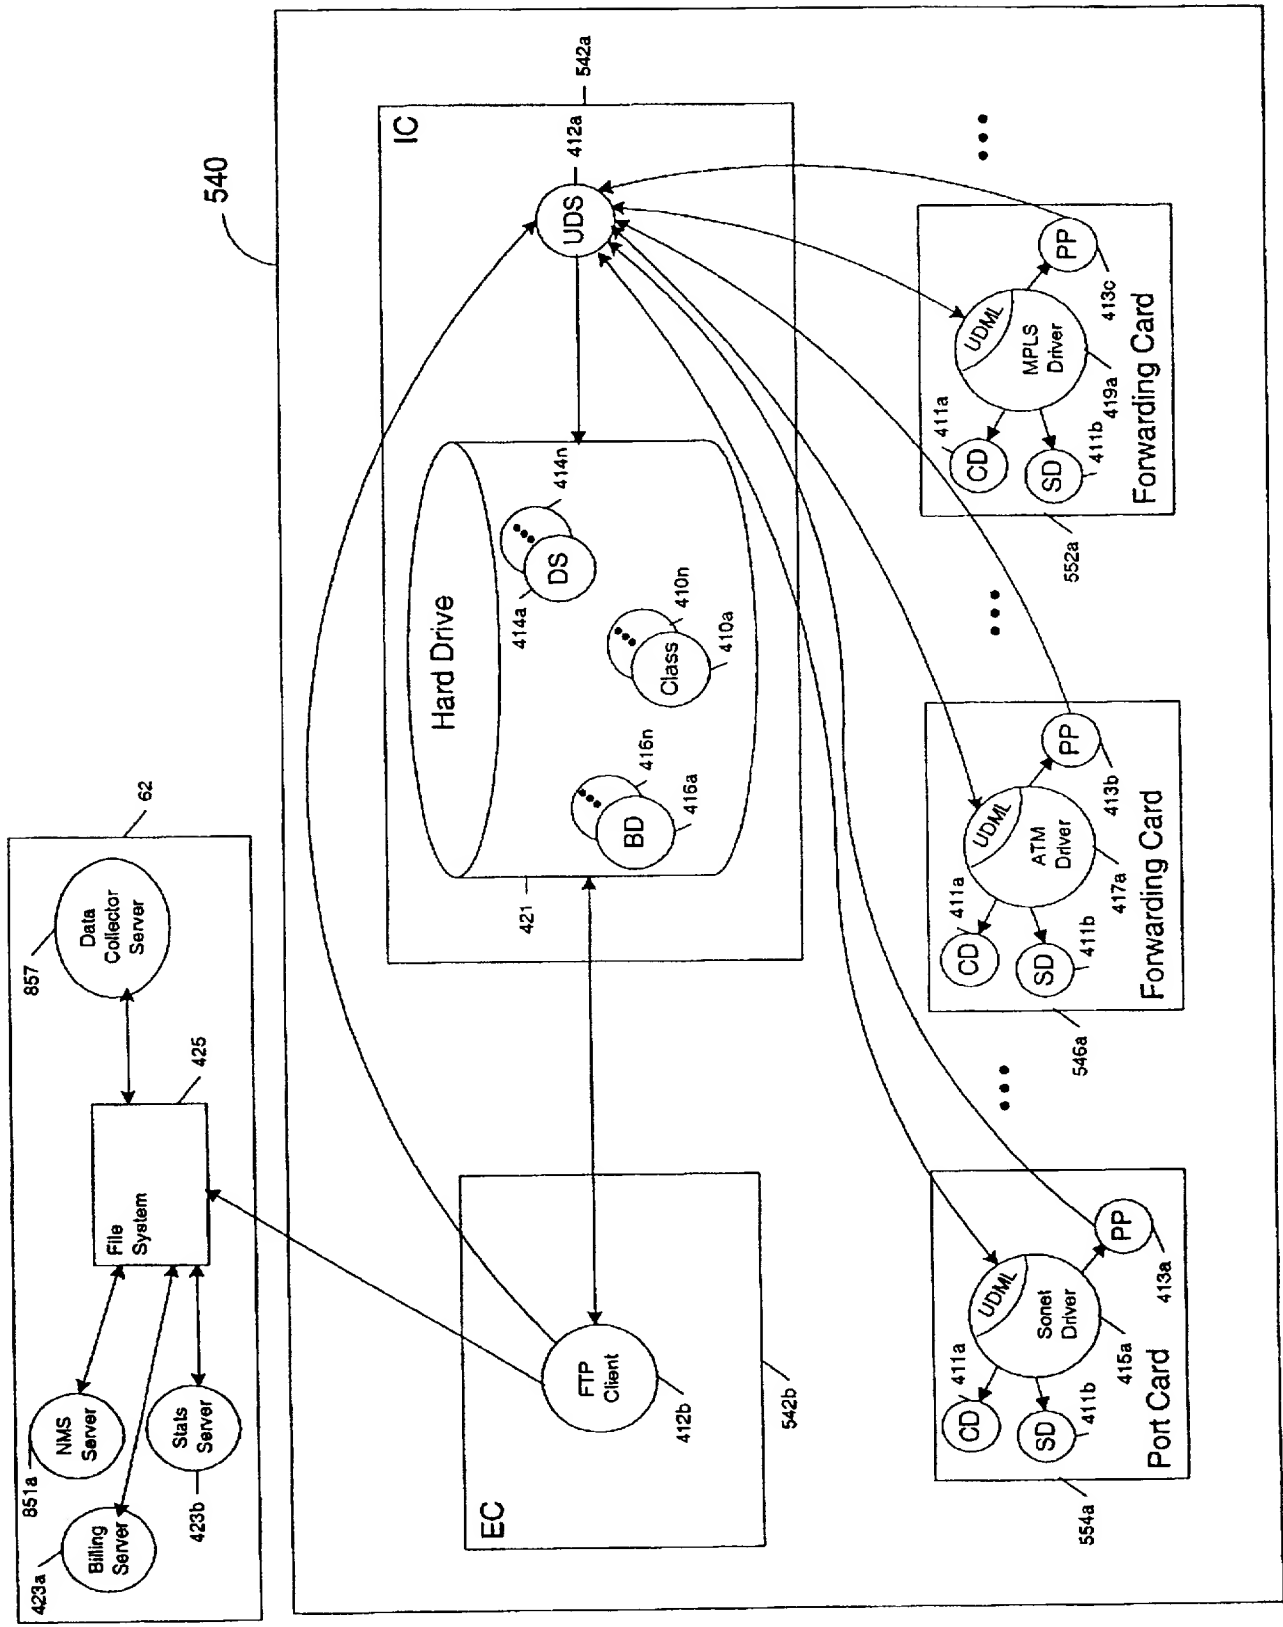 62
857
Data
Collector
Server
425
File
System
851a
NMS
Server
423a
Billing
Server
Stats
Server
423b
540
542a
IC
412a
UDS
Hard Drive
414n
DS
414a
410n
Class
410a
416n
BD
416a
421
EC
FTP
Client
412b
542b
411a
CD
UDML
Sonet
Driver
PP
SD
411b
415a
413a
Port Card
554a
411a
CD
UDML
ATM
Driver
PP
SD
411b
417a
413b
Forwarding Card
546a
411a
CD
UDML
MPLS
Driver
PP
SD
411b
419a
413c
Forwarding Card
552a